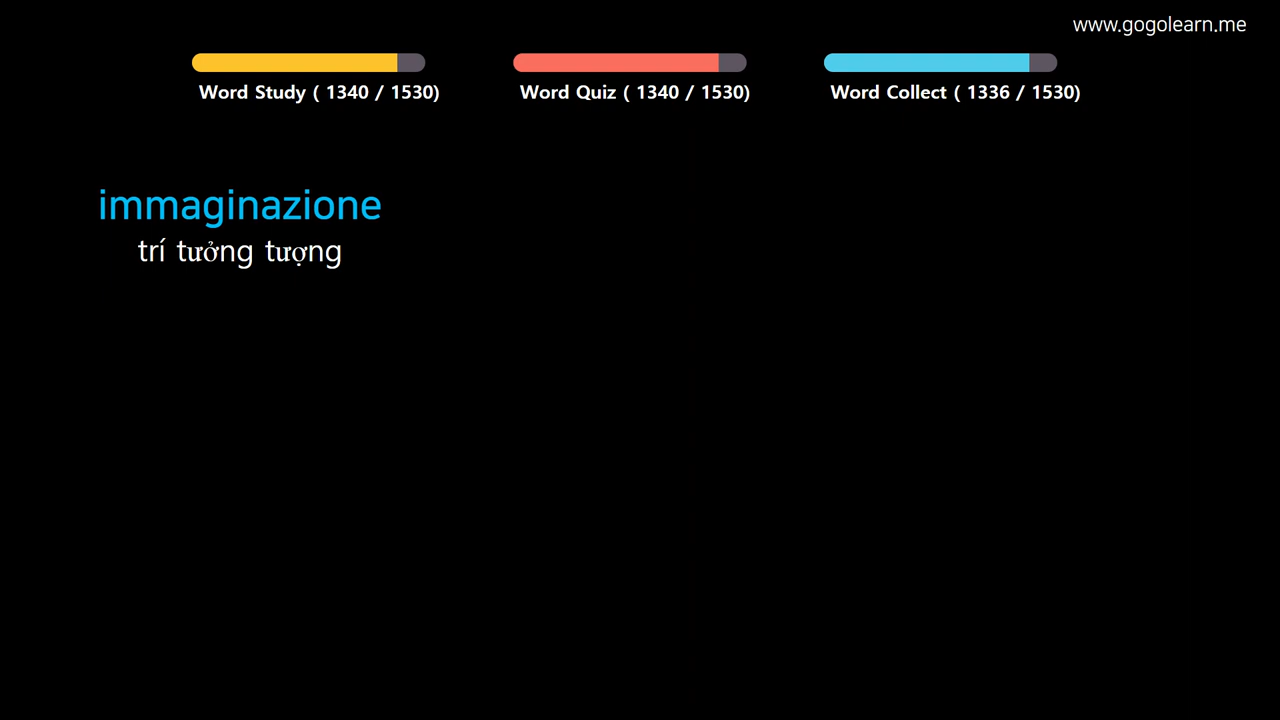 www.gogolearn.me
Word Study ( 1340 / 1530)
Word Quiz ( 1340 / 1530)
Word Collect ( 1336 / 1530)
immaginazione
trí tưởng tượng